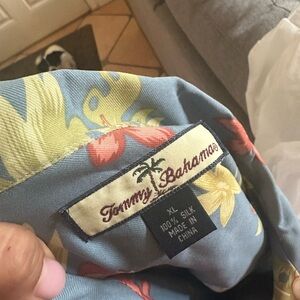 Tommy Bahama
XL
100% SILK
MADE IN
CHINA